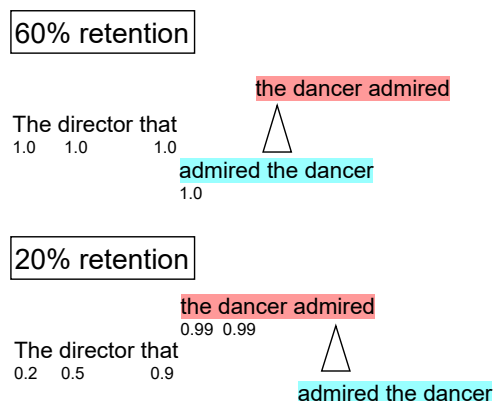 60% retention
the dancer admired
The director that
1.0 1.0 1.0
admired the dancer
1.0
20% retention
the dancer admired
0.99 0.99
The director that
0.2 0.5 0.9
admired the dancer